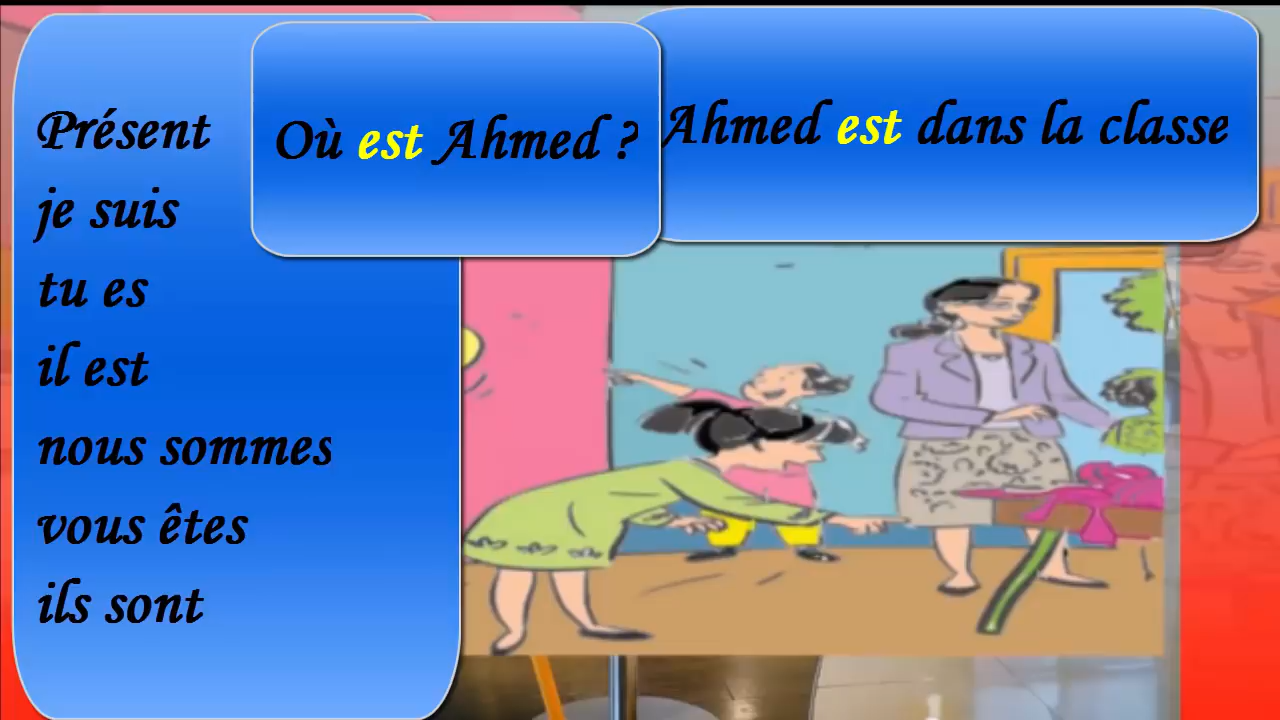 Présent
je suis
tu es
il est
nous sommes
vous êtes
ils sont
Où est Ahmed ?
Ahmed est dans la classe